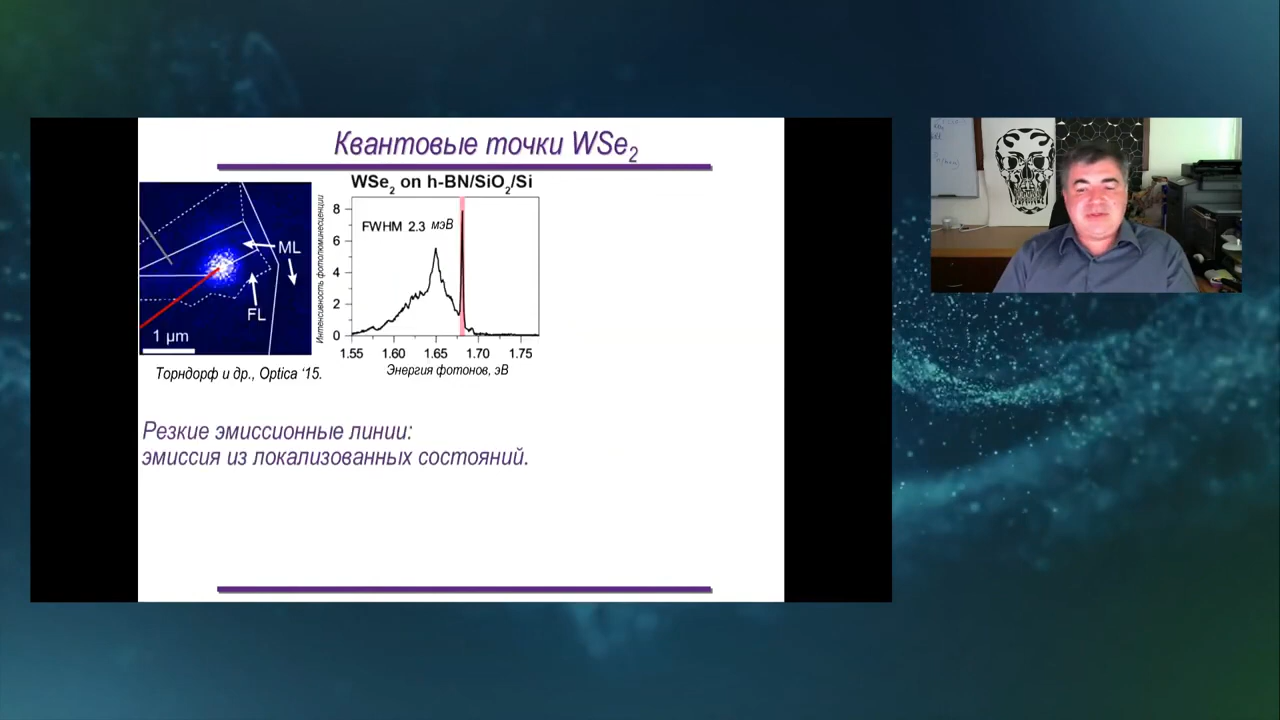 Квантовые точки WSe2
WSe2 on h-BN/SiO2/Si
ML
FL
1 µm
Интенсивность фотолюминесценции
8
6
4
2
0
FWHM 2.3 мэВ
1.55 1.60 1.65 1.70 1.75
Энергия фотонов, эВ
Торндорф и др., Optica ‘15.
Резкие эмиссионные линии:
эмиссия из локализованных состояний.